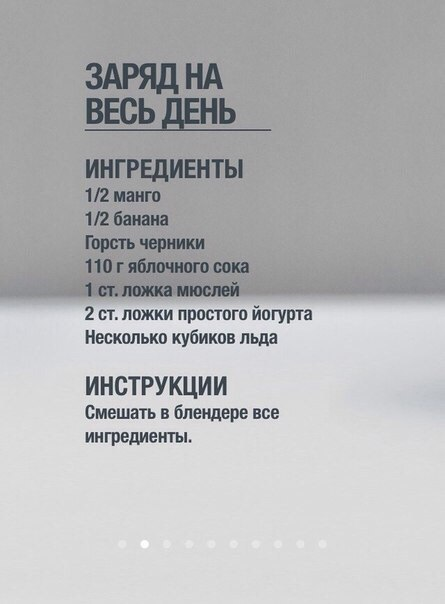 ЗАРЯД НА
ВЕСЬ ДЕНЬ
ИНГРЕДИЕНТЫ
1/2 манго
1/2 банана
Горсть черники
110 г яблочного сока
1 ст. ложка мюслей
2 ст. ложки простого йогурта
Несколько кубиков льда
ИНСТРУКЦИИ
Смешать в блендере все
ингредиенты.